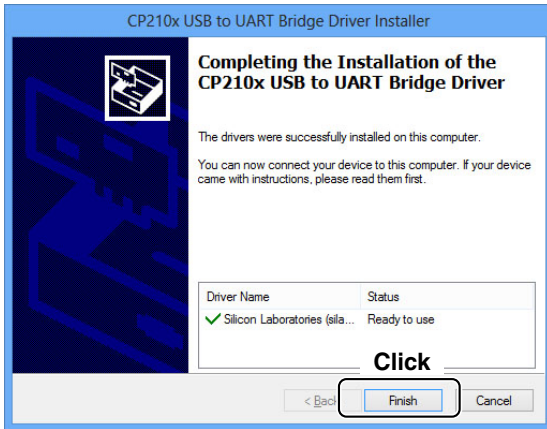 CP210x USB to UART Bridge Driver Installer
Completing the Installation of the
CP210x USB to UART Bridge Driver
The drivers were successfully installed on this computer.
You can now connect your device to this computer. If your device
came with instructions, please read them first.
Driver Name Status
Silicon Laboratories (sila... Ready to use
Click
< Back Finish Cancel